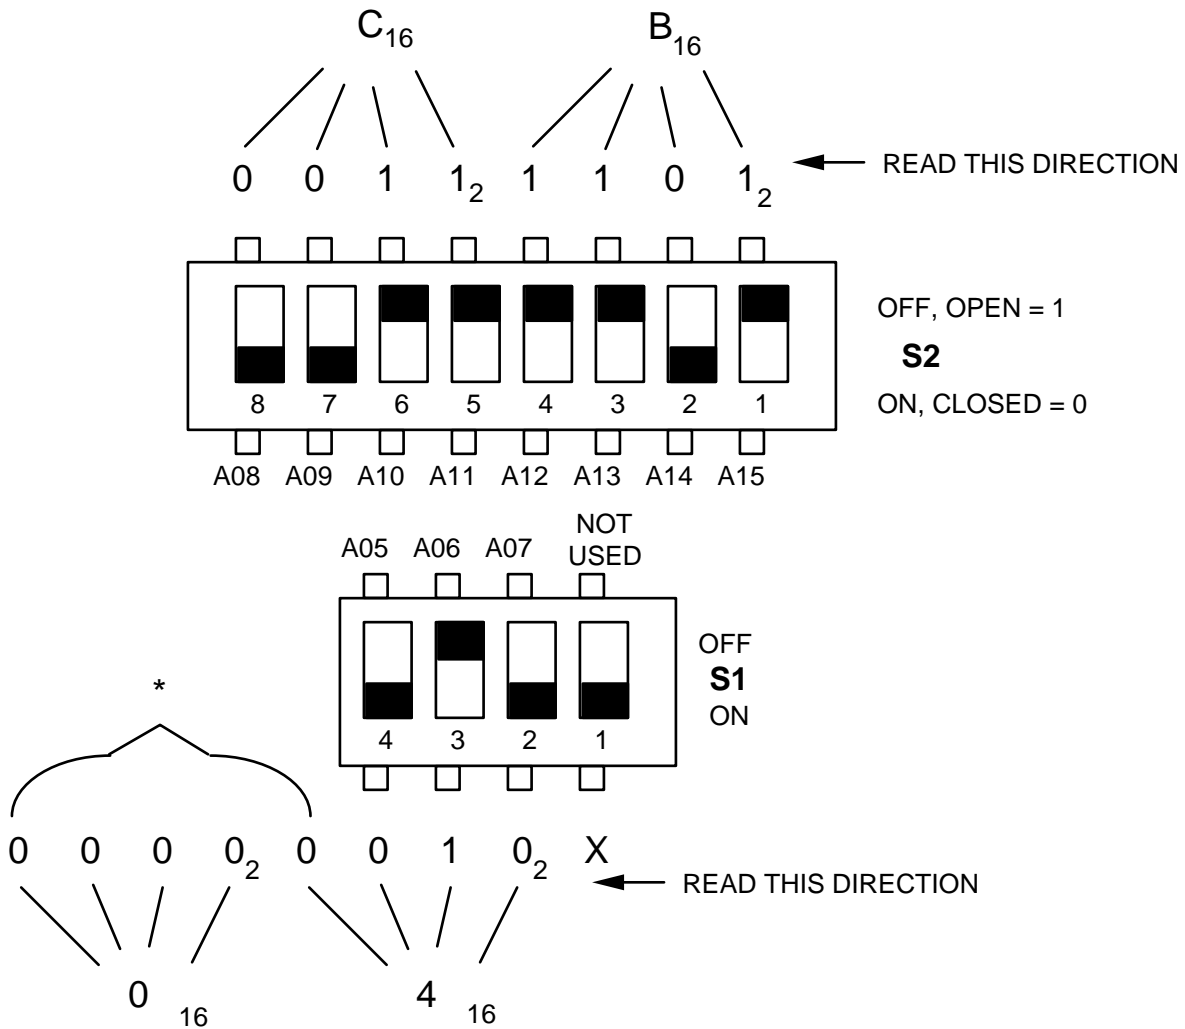 C16 B16
0 0 1 12 1 1 0 12 READ THIS DIRECTION
OFF, OPEN = 1
S2
8 7 6 5 4 3 2 1 ON, CLOSED = 0
A08 A09 A10 A11 A12 A13 A14 A15
A05 A06 A07 NOT
USED
OFF
S1
ON
4 3 2 1
*
0 0 0 02 0 0 1 02 X
READ THIS DIRECTION
0 16 4 16